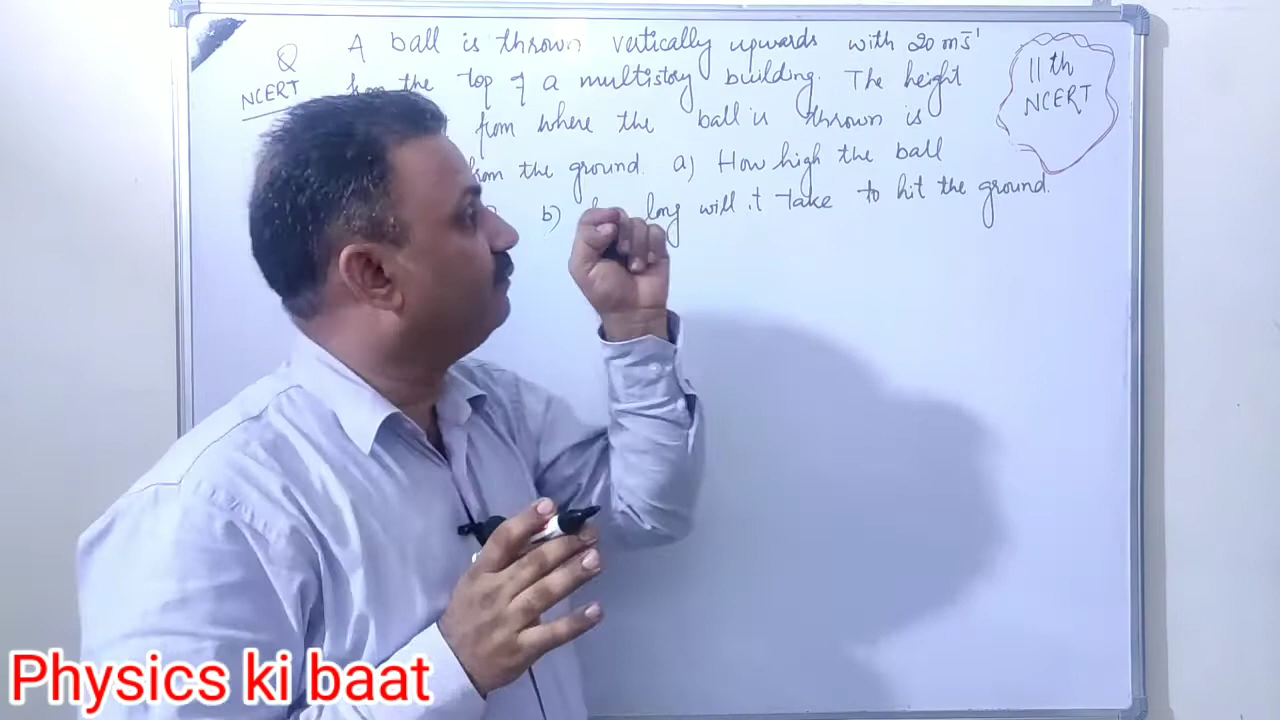 Q A ball is thrown vertically upwards with 20 ms⁻¹
NCERT from the top of a multistory building. The height
from where the ball is thrown is
from the ground. a) How high the ball
b) long will it take to hit the ground.
11th
NCERT
Physics ki baat